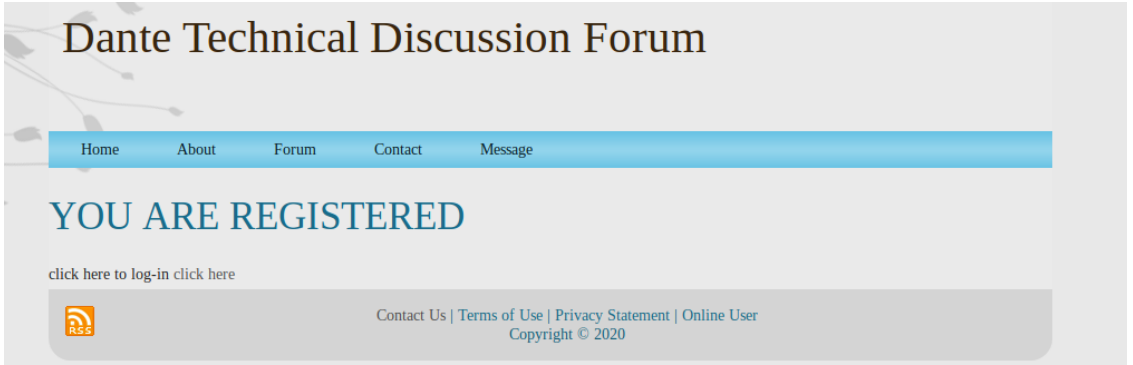 Dante Technical Discussion Forum
Home About Forum Contact Message
YOU ARE REGISTERED
click here to log-in click here
RSS
Contact Us | Terms of Use | Privacy Statement | Online User
Copyright © 2020